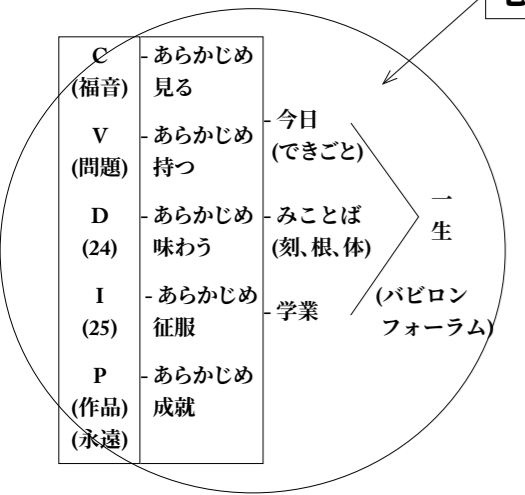 C
(福音)
- あらかじめ
見る
V
(問題)
- あらかじめ
持つ
D
(24)
- あらかじめ
味わう
I
(25)
- あらかじめ
征服
P
(作品)
(永遠)
- あらかじめ
成就
- 今日
(できごと)
- みことば
(刻、根、体)
- 学業
一生
(バビロン
フォーラム)